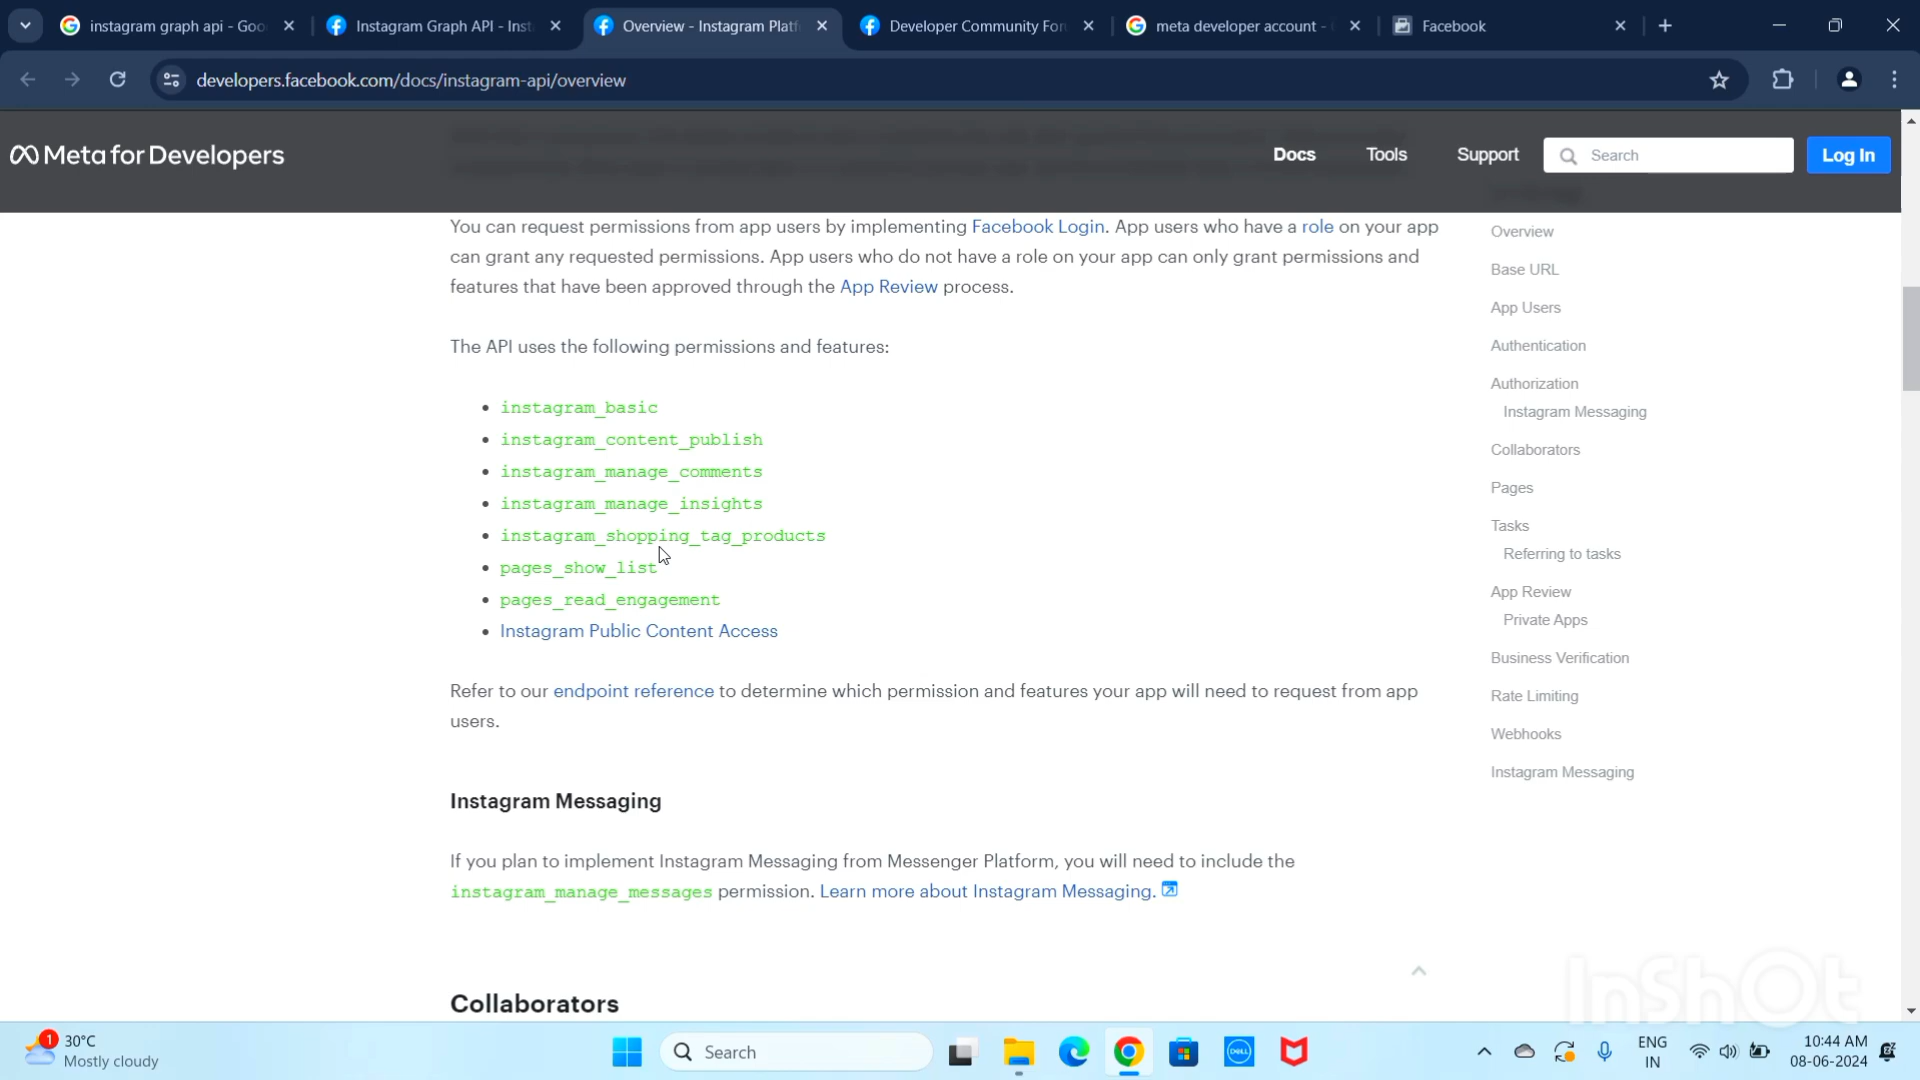 instagram graph api - Goo
Instagram Graph API - Inst
Overview - Instagram Platf
Developer Community For
meta developer account -
Facebook
developers.facebook.com/docs/instagram-api/overview
Meta for Developers
Docs
Tools
Support
Search
Log In
You can request permissions from app users by implementing Facebook Login. App users who have a role on your app
can grant any requested permissions. App users who do not have a role on your app can only grant permissions and
features that have been approved through the App Review process.
The API uses the following permissions and features:
• instagram_basic
• instagram_content_publish
• instagram_manage_comments
• instagram_manage_insights
• instagram_shopping_tag_products
• pages_show_list
• pages_read_engagement
• Instagram Public Content Access
Refer to our endpoint reference to determine which permission and features your app will need to request from app
users.
Instagram Messaging
If you plan to implement Instagram Messaging from Messenger Platform, you will need to include the
instagram_manage_messages permission. Learn more about Instagram Messaging.
Collaborators
Overview
Base URL
App Users
Authentication
Authorization
Instagram Messaging
Collaborators
Pages
Tasks
Referring to tasks
App Review
Private Apps
Business Verification
Rate Limiting
Webhooks
Instagram Messaging
InShOt
1
30°C
Mostly cloudy
Search
DELL
ENG
IN
10:44 AM
08-06-2024